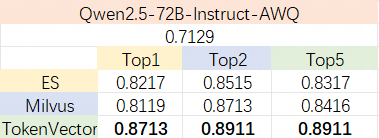 Qwen2.5-72B-Instruct-AWQ
0.7129
Top1 Top2 Top5
ES 0.8217 0.8515 0.8317
Milvus 0.8119 0.8713 0.8416
TokenVector 0.8713 0.8911 0.8911